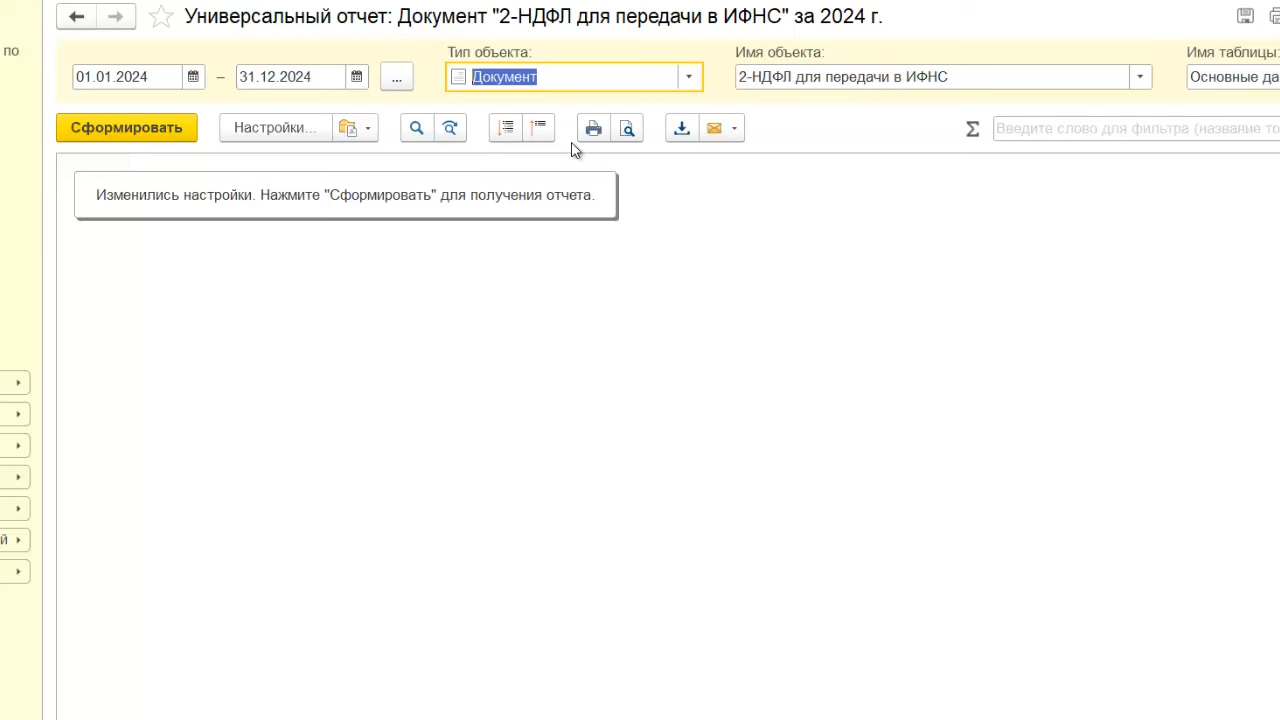 Универсальный отчет: Документ "2-НДФЛ для передачи в ИФНС" за 2024 г.
по
Тип объекта:
Имя объекта:
Имя таблицы:
01.01.2024 – 31.12.2024 ...
Документ
2-НДФЛ для передачи в ИФНС
Основные да
Сформировать
Настройки...
Σ
Введите слово для фильтра (название то
Изменились настройки. Нажмите "Сформировать" для получения отчета.
й